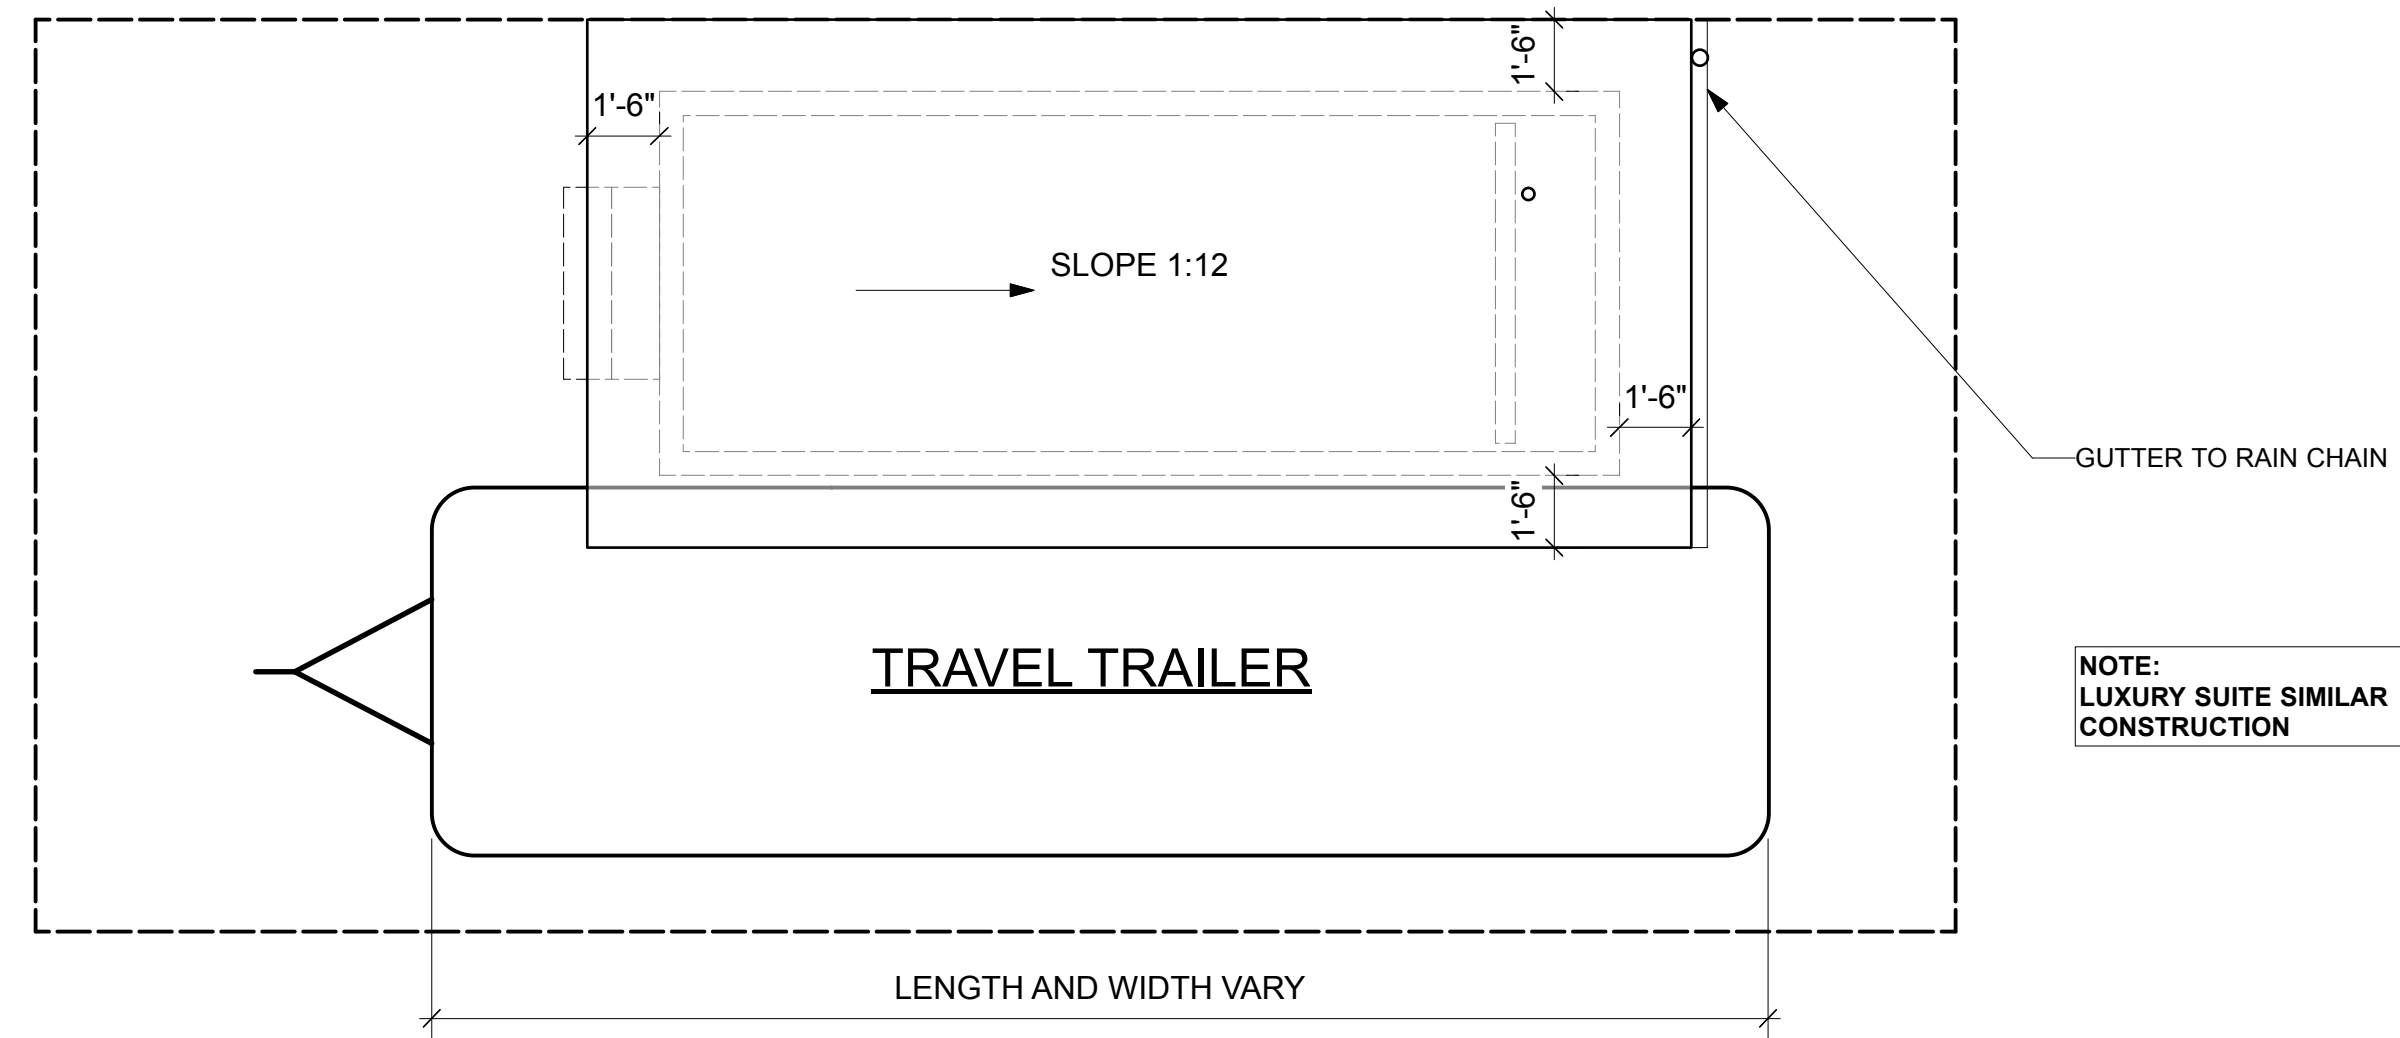 1'-6"
1'-6"
SLOPE 1:12
1'-6"
GUTTER TO RAIN CHAIN
1'-6"
TRAVEL TRAILER
NOTE:
LUXURY SUITE SIMILAR
CONSTRUCTION
LENGTH AND WIDTH VARY